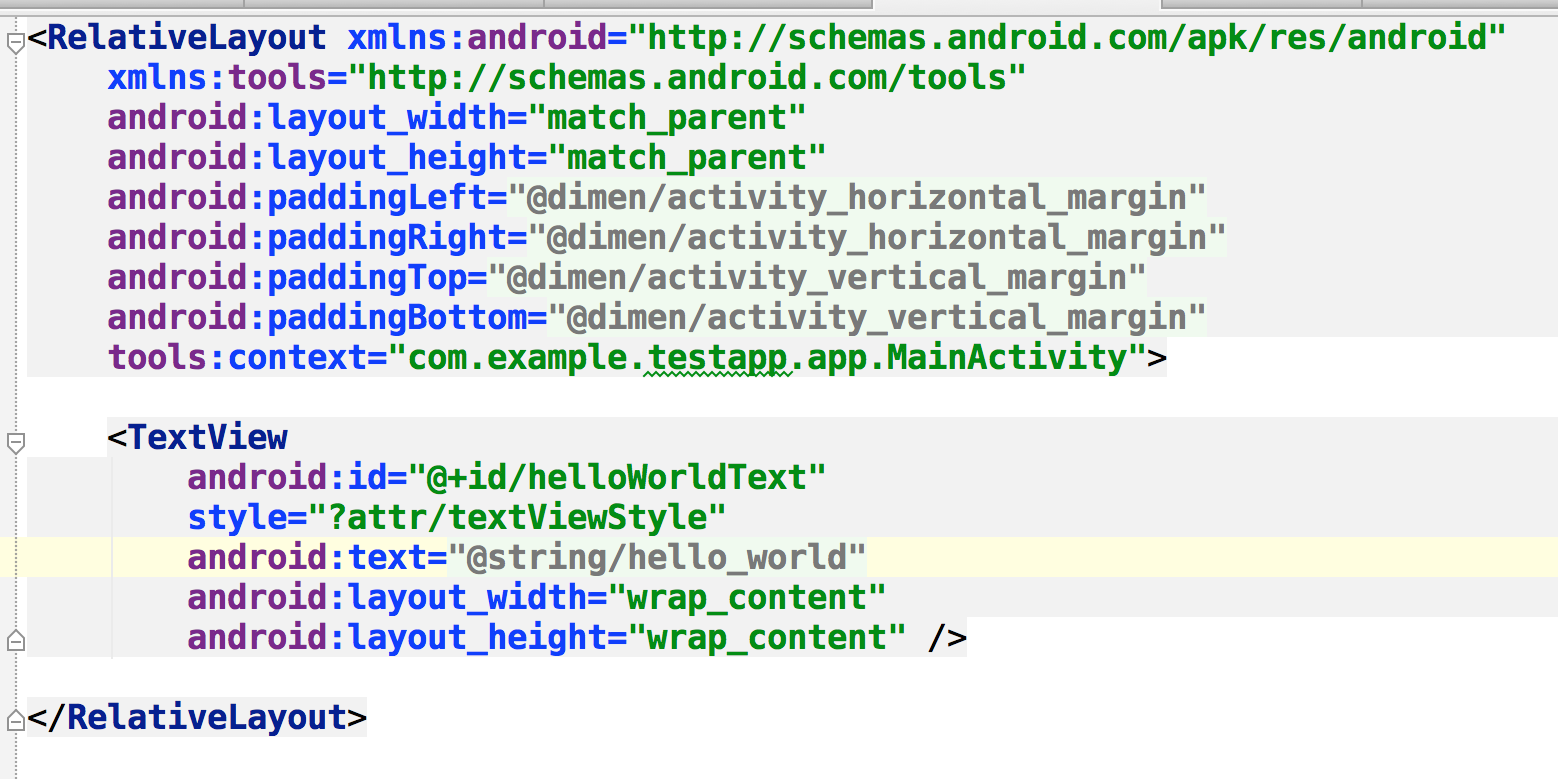 <RelativeLayout xmlns:android="http://schemas.android.com/apk/res/android"
    xmlns:tools="http://schemas.android.com/tools"
    android:layout_width="match_parent"
    android:layout_height="match_parent"
    android:paddingLeft="@dimen/activity_horizontal_margin"
    android:paddingRight="@dimen/activity_horizontal_margin"
    android:paddingTop="@dimen/activity_vertical_margin"
    android:paddingBottom="@dimen/activity_vertical_margin"
    tools:context="com.example.testapp.app.MainActivity">

    <TextView
        android:id="@+id/helloWorldText"
        style="?attr/textViewStyle"
        android:text="@string/hello_world"
        android:layout_width="wrap_content"
        android:layout_height="wrap_content" />

</RelativeLayout>